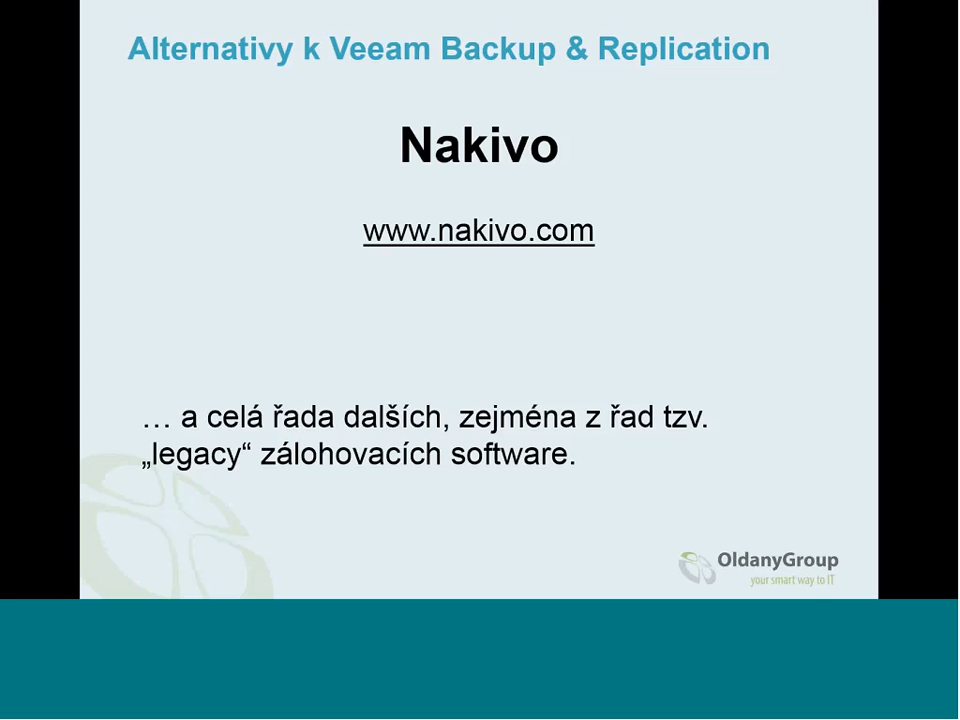 Alternativy k Veeam Backup & Replication
Nakivo
www.nakivo.com
… a celá řada dalších, zejména z řad tzv.
„legacy“ zálohovacích software.
OldanyGroup
your smart way to IT